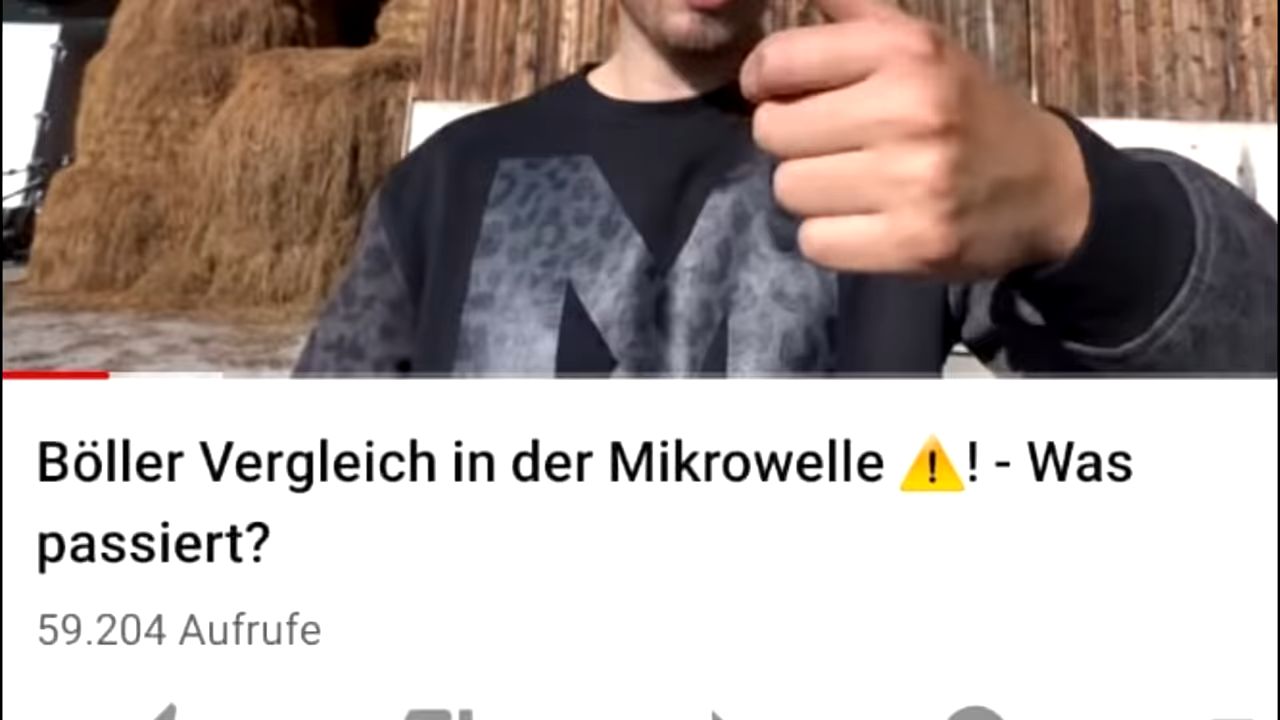 Böller Vergleich in der Mikrowelle ⚠️! - Was
passiert?
59.204 Aufrufe